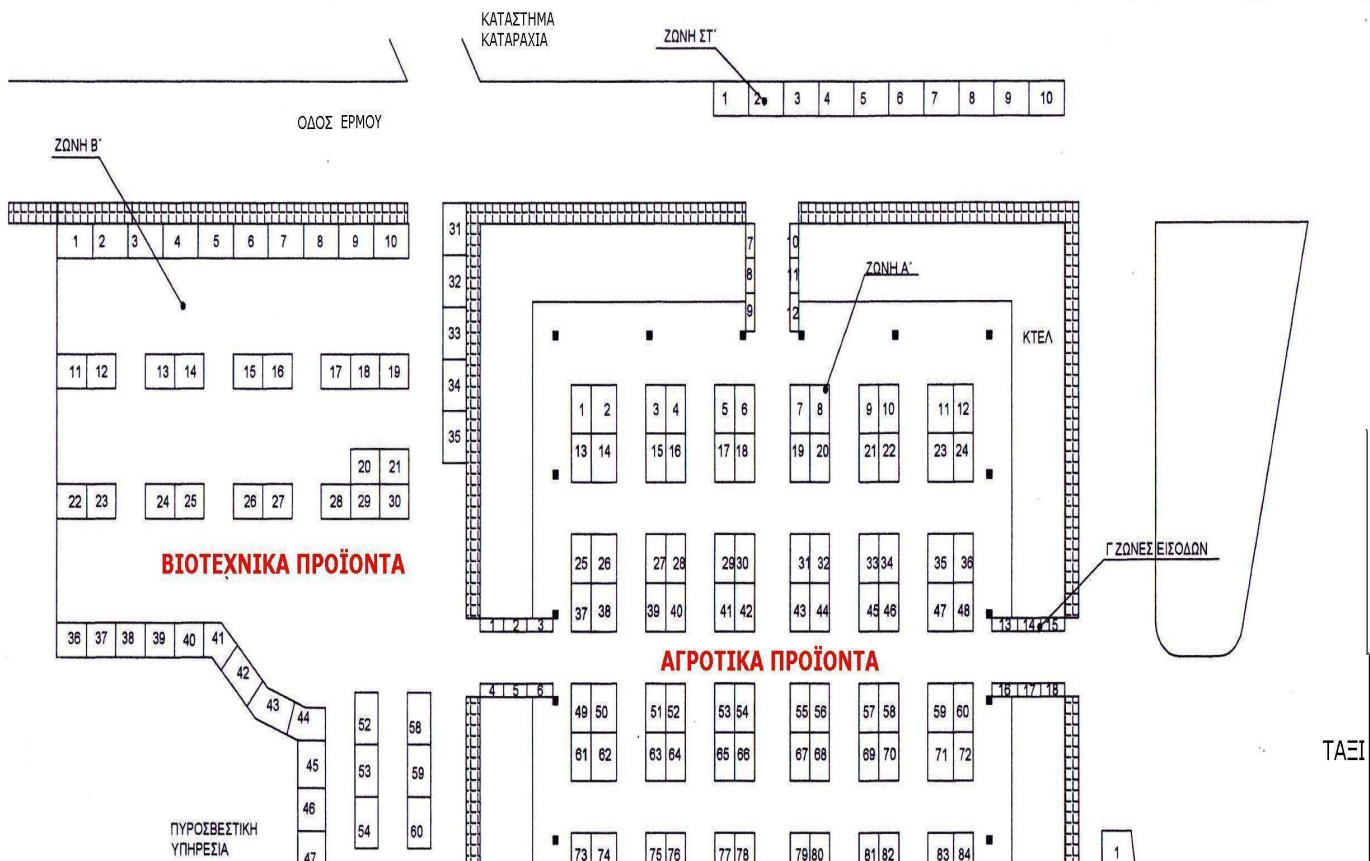 ΚΑΤΑΣΤΗΜΑ
ΚΑΤΑΡΑΧΙΑ
ΖΩΝΗ ΣΤ΄
1 2 3 4 5 6 7 8 9 10
ΟΔΟΣ ΕΡΜΟΥ
ΖΩΝΗ Β΄
1 2 3 4 5 6 7 8 9 10
31
32
33
34
35
7
8
9
10
11
12
ΖΩΝΗ Α΄
ΚΤΕΛ
11 12 13 14 15 16 17 18 19
20 21
22 23 24 25 26 27 28 29 30
1 2 3 4 5 6 7 8 9 10 11 12
13 14 15 16 17 18 19 20 21 22 23 24
25 26 27 28 29 30 31 32 33 34 35 36
37 38 39 40 41 42 43 44 45 46 47 48
ΒΙΟΤΕΧΝΙΚΑ ΠΡΟΪΟΝΤΑ
Γ ΖΩΝΕΣ ΕΙΣΟΔΩΝ
1 2 3
13 14 15
ΑΓΡΟΤΙΚΑ ΠΡΟΪΟΝΤΑ
4 5 6
16 17 18
36 37 38 39 40 41
42
43
44
45
46
47
52
53
54
58
59
60
49 50 51 52 53 54 55 56 57 58 59 60
61 62 63 64 65 66 67 68 69 70 71 72
73 74 75 76 77 78 79 80 81 82 83 84
ΤΑΞΙ
ΠΥΡΟΣΒΕΣΤΙΚΗ
ΥΠΗΡΕΣΙΑ
1